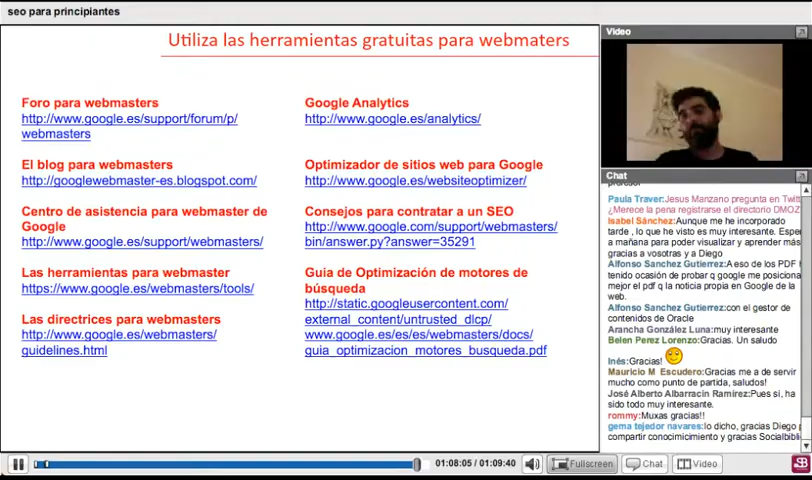 seo para principiantes
Utiliza las herramientas gratuitas para webmaters
Foro para webmasters
http://www.google.es/support/forum/p/
webmasters
El blog para webmasters
http://googlewebmaster-es.blogspot.com/
Centro de asistencia para webmaster de
Google
http://www.google.es/support/webmasters/
Las herramientas para webmaster
https://www.google.es/webmasters/tools/
Las directrices para webmasters
http://www.google.es/webmasters/
guidelines.html
Google Analytics
http://www.google.es/analytics/
Optimizador de sitios web para Google
http://www.google.es/websiteoptimizer/
Consejos para contratar a un SEO
http://www.google.com/support/webmasters/
bin/answer.py?answer=35291
Guía de Optimización de motores de
búsqueda
http://static.googleusercontent.com/
external_content/untrusted_dlcp/
www.google.es/es/es/webmasters/docs/
guia_optimizacion_motores_busqueda.pdf
Video
Chat
Paula Traver:Jesus Manzano pregunta en Twitt
¿Merece la pena registrarse el directorio DMOZ
Isabel Sánchez:Aunque me he incorporado
tarde , lo que he visto es muy interesante. Esper
a mañana para poder visualizar y aprender más
gracias a vosotras y a Diego
Alfonso Sanchez Gutierrez:A eso de los PDF h
tenido ocasión de probar q google me posiciona
mejor el pdf q la noticia propia en Google de la
web.
Alfonso Sanchez Gutierrez:con el gestor de
contenidos de Oracle
Arancha González Luna:muy interesante
Belen Perez Lorenzo:Gracias. Un saludo
Inés:Gracias!
Mauricio M Escudero:Gracias me a de servir
mucho como punto de partida, saludos!
José Alberto Albarracin Ramirez:Pues sí, ha
sido todo muy interesante.
rommy:Muxas gracias!!
gema tejedor navares:lo dicho, gracias Diego p
compartir conocimicimiento y gracias Socialbibli
01:08:05 / 01:09:40
Fullscreen
Chat
Video